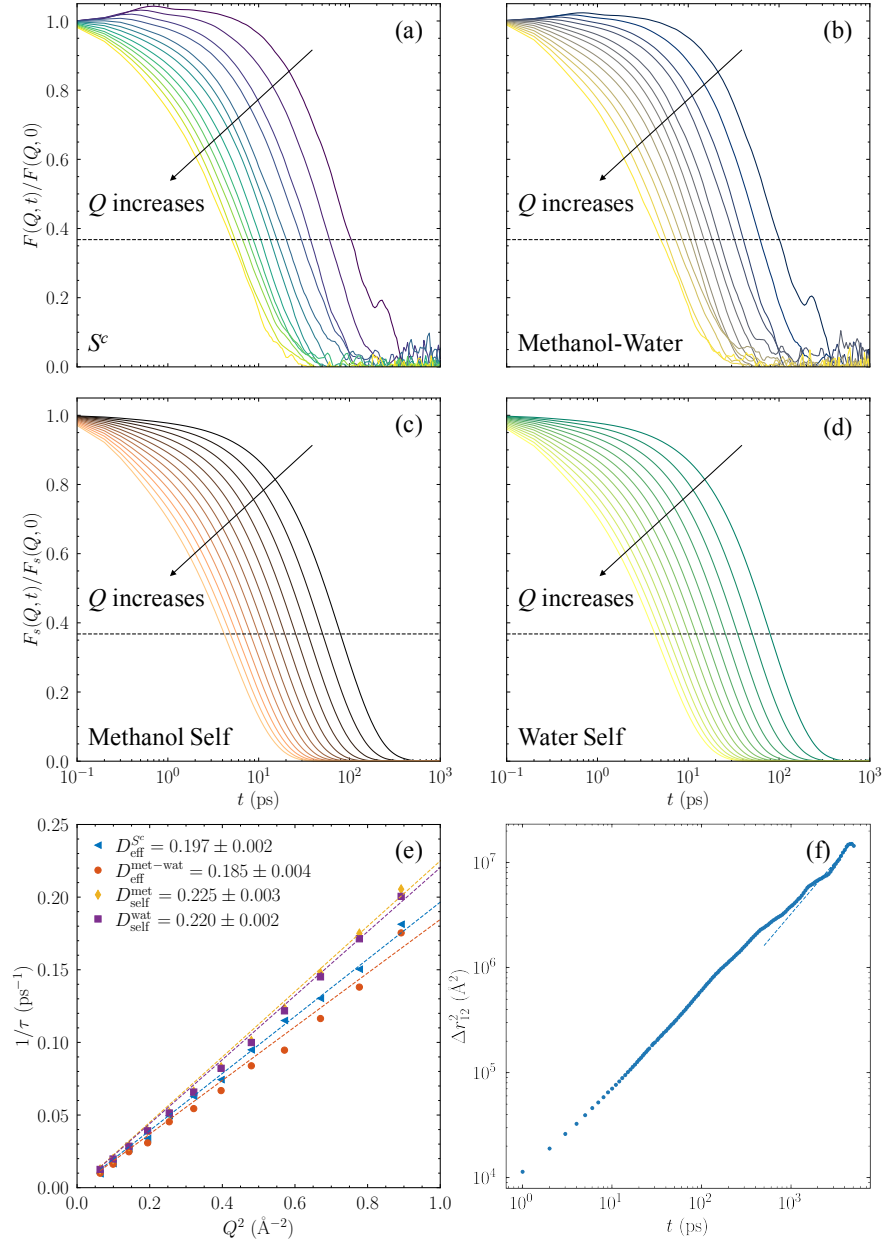 (a)
1.0
0.8
0.6
0.4
0.2
0.0
F(Q, t)/F(Q, 0)
Q increases
S^c
(b)
Q increases
Methanol-Water
(c)
1.0
0.8
0.6
0.4
0.2
0.0
F_s(Q, t)/F_s(Q, 0)
Q increases
Methanol Self
10^−1 10^0 10^1 10^2 10^3
t (ps)
(d)
Q increases
Water Self
10^−1 10^0 10^1 10^2 10^3
t (ps)
(e)
D_eff^{S^c} = 0.197 ± 0.002
D_eff^{met−wat} = 0.185 ± 0.004
D_self^{met} = 0.225 ± 0.003
D_self^{wat} = 0.220 ± 0.002
0.25
0.20
0.15
0.10
0.05
0.00
1/τ (ps^−1)
0.0 0.2 0.4 0.6 0.8 1.0
Q^2 (Å^−2)
(f)
10^7
10^6
10^5
10^4
Δr_12^2 (Å^2)
10^0 10^1 10^2 10^3
t (ps)